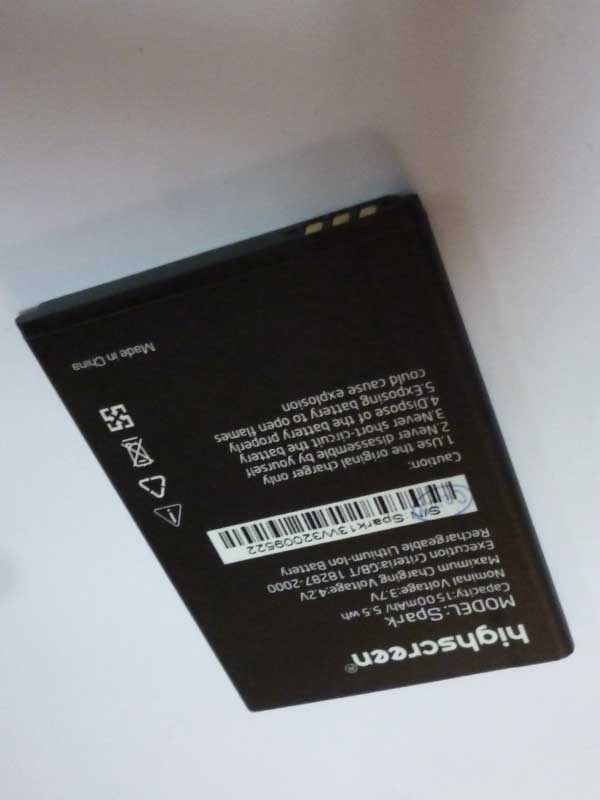 highscreen®
MODEL:Spark
Capacity:1500mAh/ 5.5 wh
Nominal Voltage:3.7V
Maximum Charging Voltage:4.2V
Execution Criteria:GB/T 18287-2000
Rechargeable Lithium-Ion Battery
S/N Spark13W32009522
Caution:
1.Use the original charger only
2.Never disassemble by yourself
3.Never short-circuit the battery
4.Dispose of the battery properly
5.Exposing battery to open flames
could cause explosion
Made in China